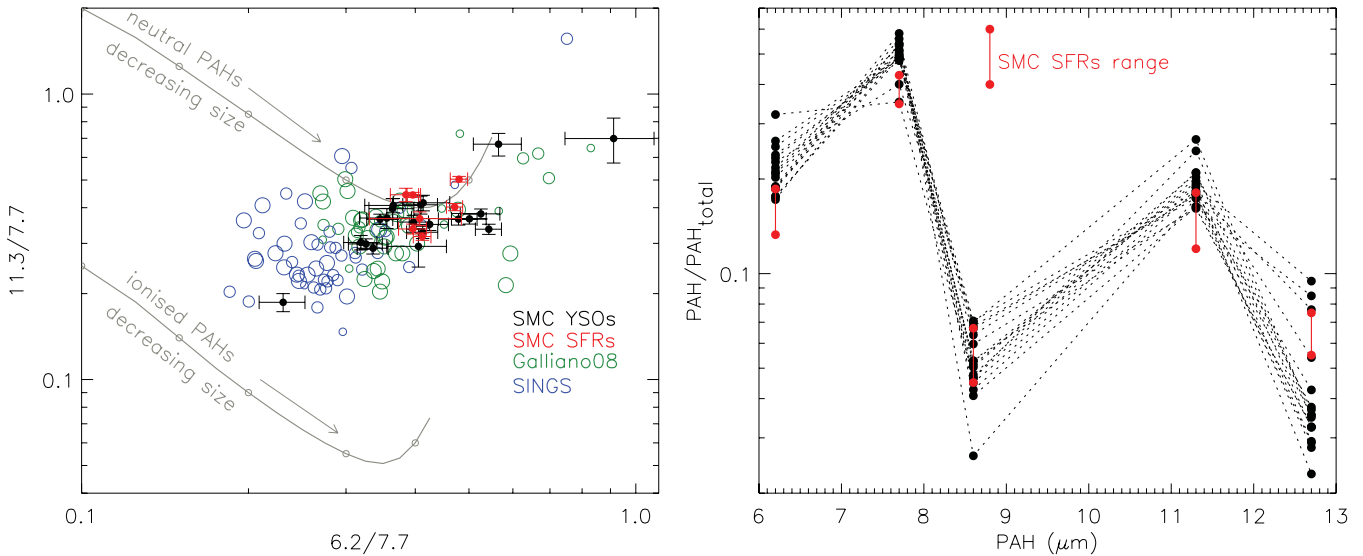 neutral PAHs
decreasing size
1.0
11.3/7.7
ionised PAHs
decreasing size
SMC YSOs
SMC SFRs
Galliano08
SINGS
0.1
0.1
1.0
6.2/7.7
SMC SFRs range
PAH/PAH_total
0.1
6 7 8 9 10 11 12 13
PAH (μm)